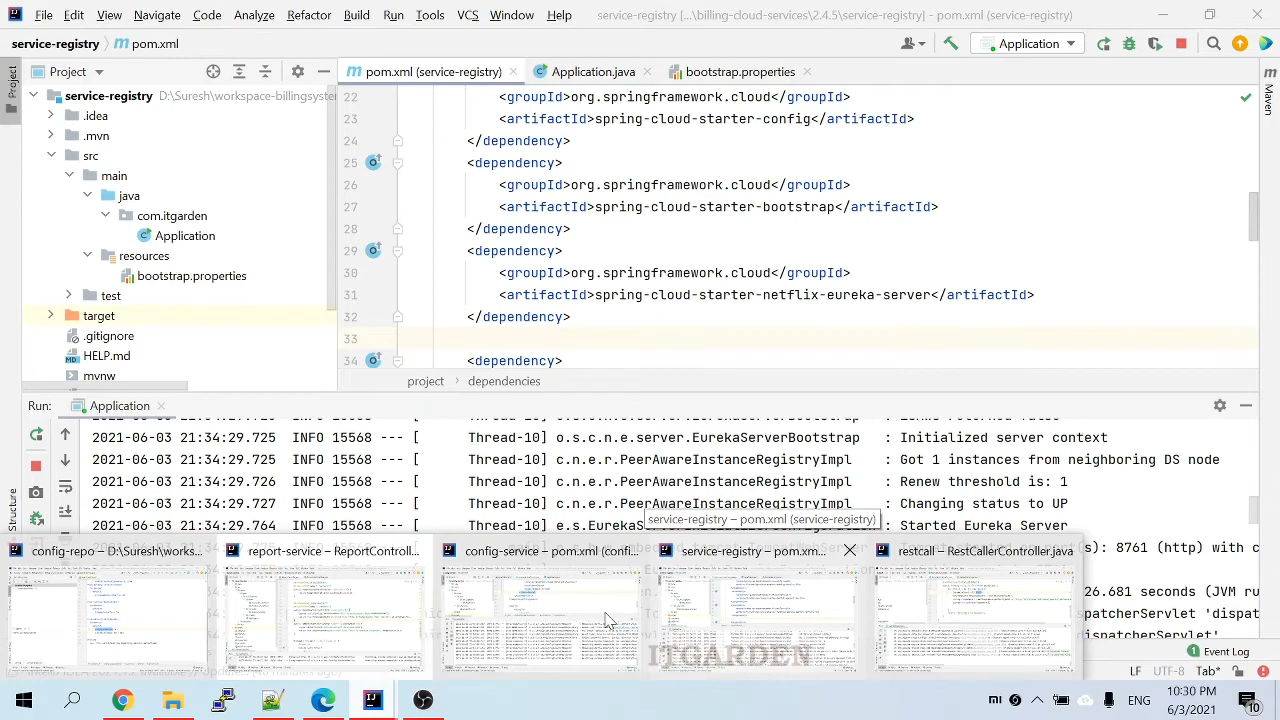 File Edit View Navigate Code Analyze Refactor Build Run Tools VCS Window Help service-registry [...\billing-cloud-services\2.4.5\service-registry] - pom.xml (service-registry)
service-registry pom.xml Application
Project pom.xml (service-registry) Application.java bootstrap.properties
Project
Maven
service-registry D:\Suresh\workspace-billingsystem
.idea
.mvn
src
main
java
com.itgarden
Application
resources
bootstrap.properties
test
target
.gitignore
HELP.md
mvnw
22 <groupId>org.springframework.cloud</groupId>
23 <artifactId>spring-cloud-starter-config</artifactId>
24 </dependency>
25 <dependency>
26 <groupId>org.springframework.cloud</groupId>
27 <artifactId>spring-cloud-starter-bootstrap</artifactId>
28 </dependency>
29 <dependency>
30 <groupId>org.springframework.cloud</groupId>
31 <artifactId>spring-cloud-starter-netflix-eureka-server</artifactId>
32 </dependency>
33
34 <dependency>
project dependencies
Run: Application
Structure
2021-06-03 21:34:29.725 INFO 15568 --- [ Thread-10] o.s.c.n.e.server.EurekaServerBootstrap : Initialized server context
2021-06-03 21:34:29.725 INFO 15568 --- [ Thread-10] c.n.e.r.PeerAwareInstanceRegistryImpl : Got 1 instances from neighboring DS node
2021-06-03 21:34:29.726 INFO 15568 --- [ Thread-10] c.n.e.r.PeerAwareInstanceRegistryImpl : Renew threshold is: 1
2021-06-03 21:34:29.727 INFO 15568 --- [ Thread-10] c.n.e.r.PeerAwareInstanceRegistryImpl : Changing status to UP
2021-06-03 21:34:29.764 INFO 15568 --- [ Thread-10] e.s.EurekaS : Started Eureka Server
service-registry – pom.xml (service-registry)
config-repo – D:\Suresh\works... report-service – ReportControll... config-service – pom.xml (confi... rvice-registry – pom.xml... restcall – RestCallerController.java
s): 8761 (http) with c
26.681 seconds (JVM ru
patcherServlet 'dispat
ispatcherServlet
ITGARDEN
Event Log
LF UTF-8
ENG 10:30 PM
6/3/2021
10